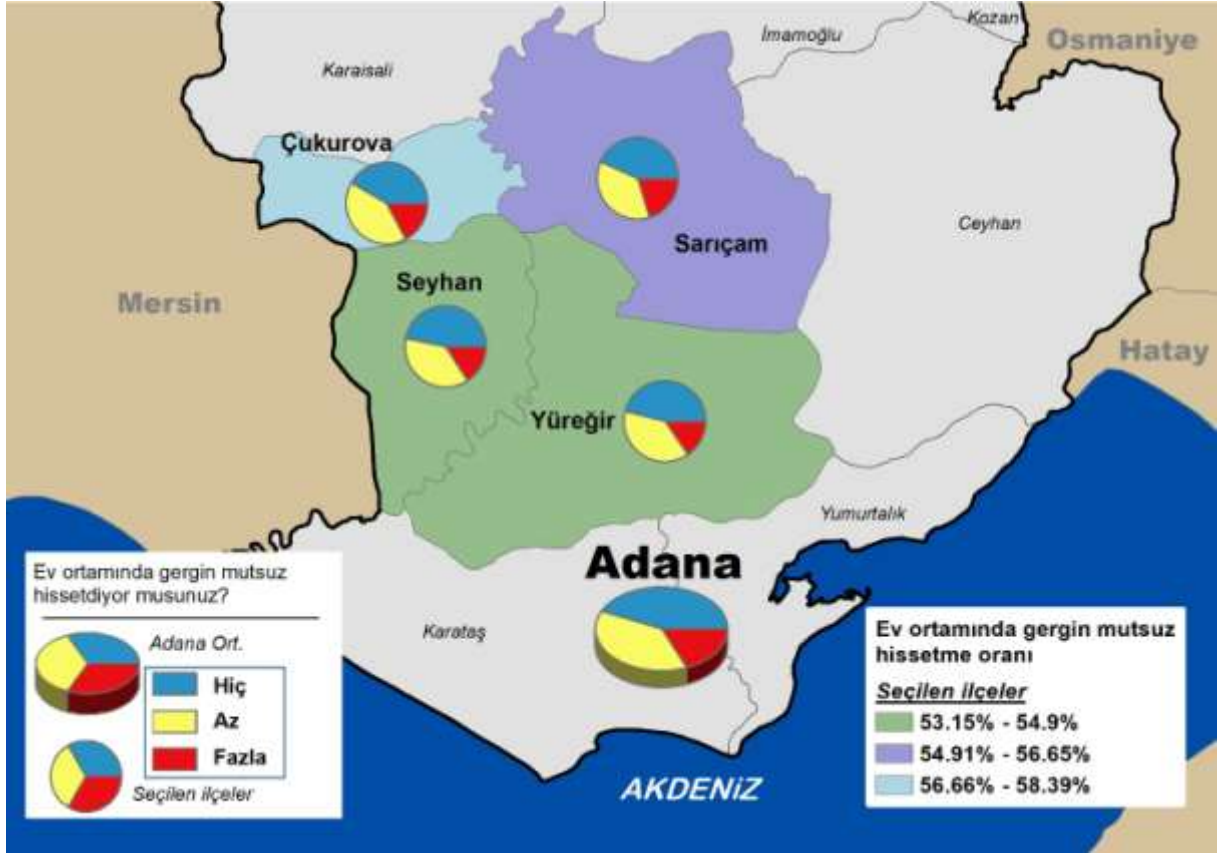 Kozan
İmamoğlu
Osmaniye
Karaisali
Çukurova
Sarıçam
Ceyhan
Seyhan
Mersin
Hatay
Yüreğir
Yumurtalık
Adana
Karataş
AKDENİZ
Ev ortamında gergin mutsuz
hissetdiyor musunuz?
Adana Ort.
Hiç
Az
Fazla
Seçilen ilçeler
Ev ortamında gergin mutsuz
hissetme oranı
Seçilen ilçeler
53.15% - 54.9%
54.91% - 56.65%
56.66% - 58.39%